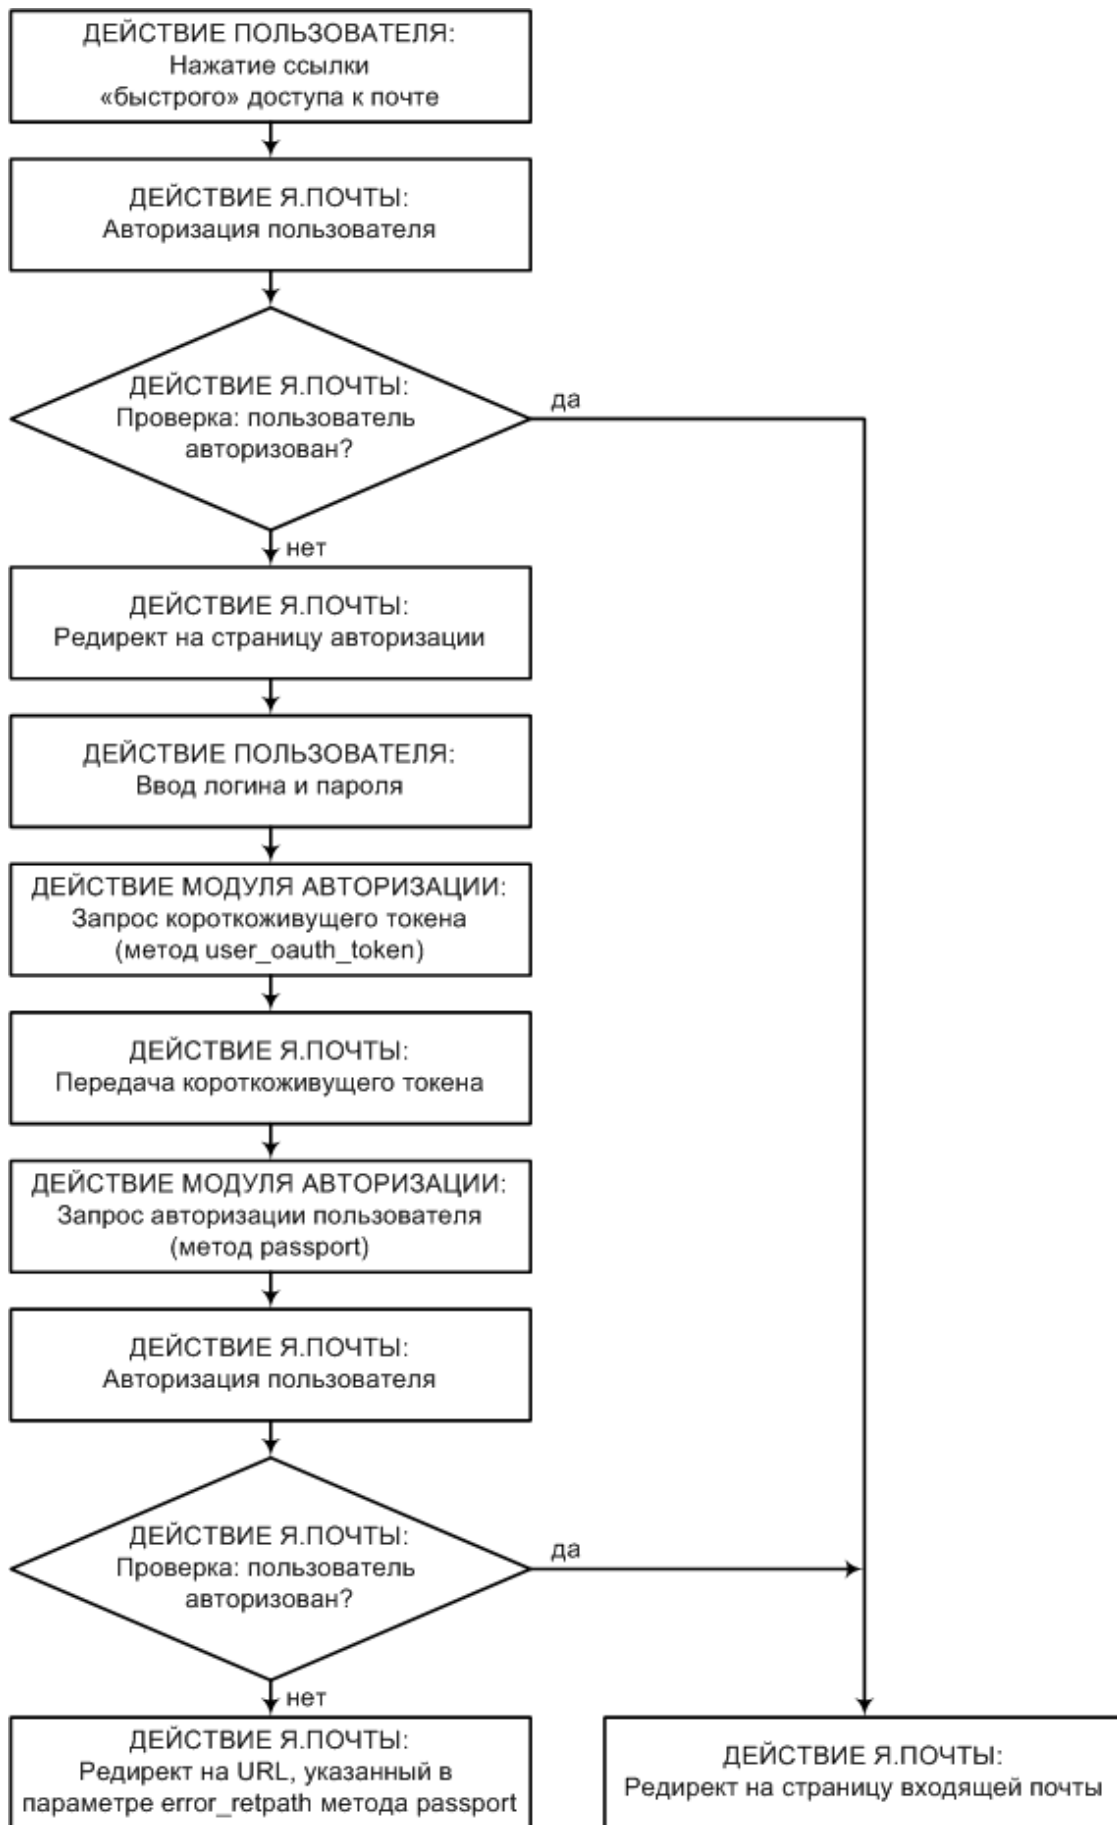 ДЕЙСТВИЕ ПОЛЬЗОВАТЕЛЯ:
Нажатие ссылки
«быстрого» доступа к почте
ДЕЙСТВИЕ Я.ПОЧТЫ:
Авторизация пользователя
ДЕЙСТВИЕ Я.ПОЧТЫ:
Проверка: пользователь
авторизован?
да
нет
ДЕЙСТВИЕ Я.ПОЧТЫ:
Редирект на страницу авторизации
ДЕЙСТВИЕ ПОЛЬЗОВАТЕЛЯ:
Ввод логина и пароля
ДЕЙСТВИЕ МОДУЛЯ АВТОРИЗАЦИИ:
Запрос короткоживущего токена
(метод user_oauth_token)
ДЕЙСТВИЕ Я.ПОЧТЫ:
Передача короткоживущего токена
ДЕЙСТВИЕ МОДУЛЯ АВТОРИЗАЦИИ:
Запрос авторизации пользователя
(метод passport)
ДЕЙСТВИЕ Я.ПОЧТЫ:
Авторизация пользователя
ДЕЙСТВИЕ Я.ПОЧТЫ:
Проверка: пользователь
авторизован?
да
нет
ДЕЙСТВИЕ Я.ПОЧТЫ:
Редирект на URL, указанный в
параметре error_retpath метода passport
ДЕЙСТВИЕ Я.ПОЧТЫ:
Редирект на страницу входящей почты